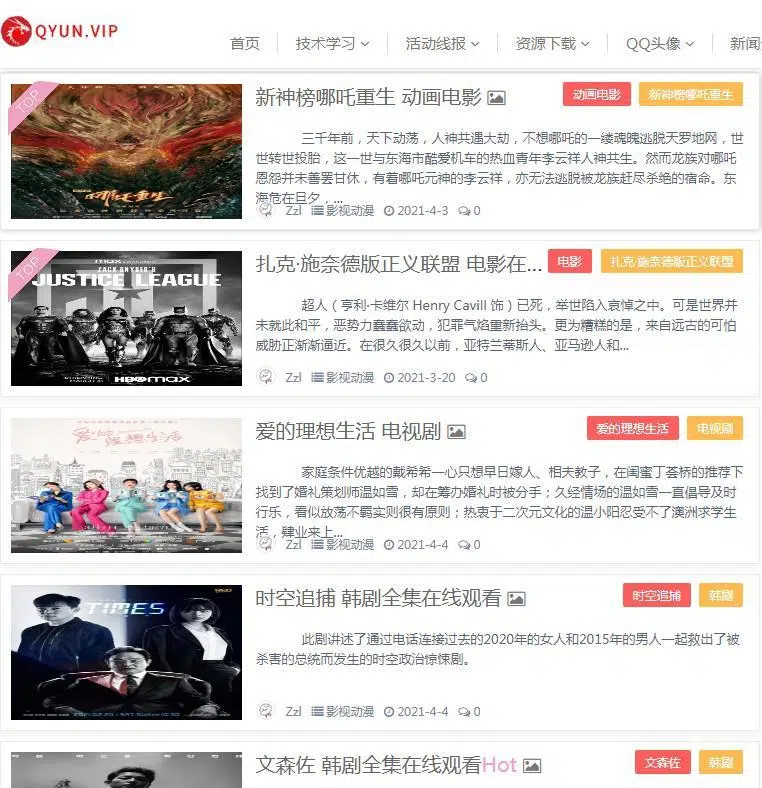 QYUN.VIP
首页 技术学习 活动线报 资源下载 QQ头像 新闻
TOP
哪吒重生
新神榜哪吒重生 动画电影
动画电影 新神榜哪吒重生
三千年前，天下动荡，人神共遇大劫，不想哪吒的一缕魂魄逃脱天罗地网，世
世转世投胎，这一世与东海市酷爱机车的热血青年李云祥人神共生。然而龙族对哪吒
恩怨并未善罢甘休，有着哪吒元神的李云祥，亦无法逃脱被龙族赶尽杀绝的宿命。东
海危在旦夕，...
Zzl 影视动漫 2021-4-3 0
TOP
max
ZACK SNYDER'S
JUSTICE LEAGUE
HBOmax
扎克·施奈德版正义联盟 电影在...
电影 扎克·施奈德版正义联盟
超人（亨利·卡维尔 Henry Cavill 饰）已死，举世陷入哀悼之中。可是世界并
未就此和平，恶势力蠢蠢欲动，犯罪气焰重新抬头。更为糟糕的是，来自远古的可怕
威胁正渐渐逼近。在很久很久以前，亚特兰蒂斯人、亚马逊人和...
Zzl 影视动漫 2021-3-20 0
爱的理想生活
爱的理想生活 电视剧
爱的理想生活 电视剧
家庭条件优越的戴希希一心只想早日嫁人、相夫教子，在闺蜜丁荟桥的推荐下
找到了婚礼策划师温如雪，却在筹办婚礼时被分手；久经情场的温如雪一直倡导及时
行乐，看似放荡不羁实则很有原则；热衷于二次元文化的温小阳忍受不了澳洲求学生
活，肄业来上...
Zzl 影视动漫 2021-4-4 0
TIMES
时空追捕 韩剧全集在线观看
时空追捕 韩剧
此剧讲述了通过电话连接过去的2020年的女人和2015年的男人一起救出了被
杀害的总统而发生的时空政治惊悚剧。
Zzl 影视动漫 2021-4-4 0
文森佐 韩剧全集在线观看Hot
文森佐 韩剧